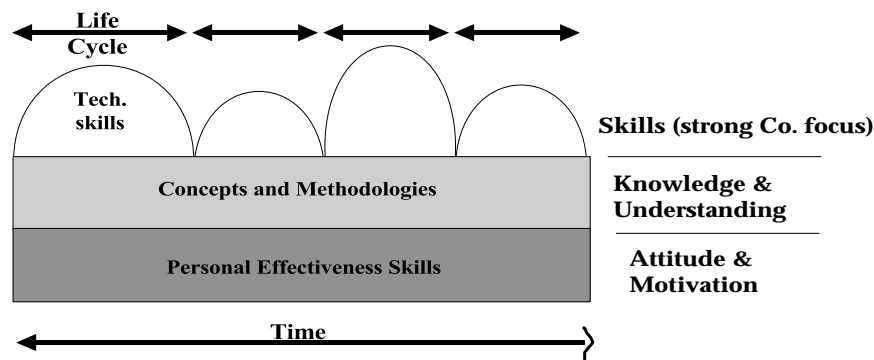 Life
Cycle
Tech.
skills
Skills (strong Co. focus)
Concepts and Methodologies
Knowledge &
Understanding
Personal Effectiveness Skills
Attitude &
Motivation
Time